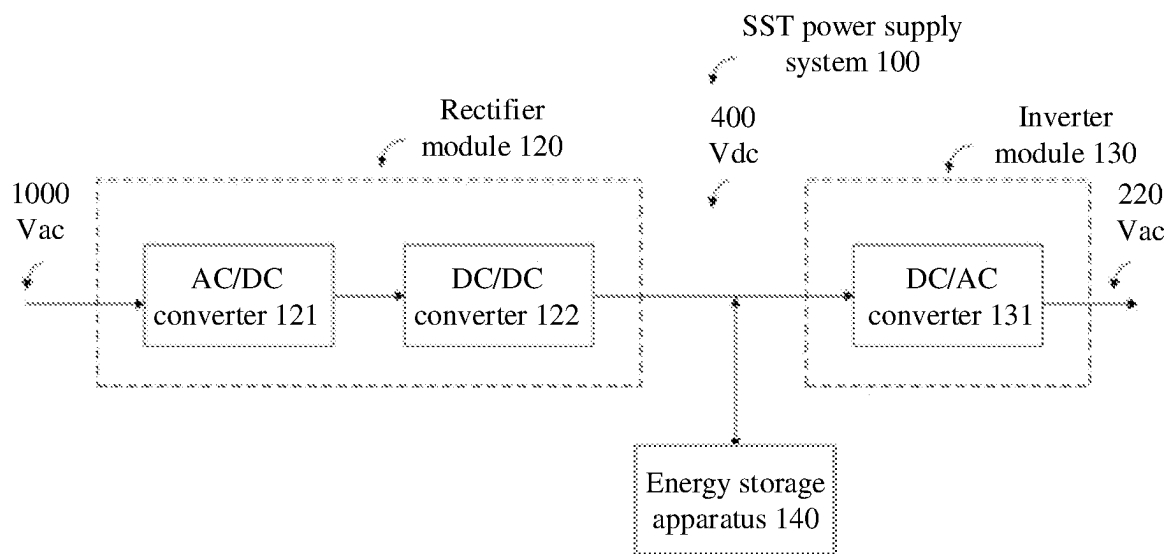 SST power supply
system 100
Rectifier
module 120
400
Vdc
Inverter
module 130
1000
Vac
220
Vac
AC/DC
converter 121
DC/DC
converter 122
DC/AC
converter 131
Energy storage
apparatus 140